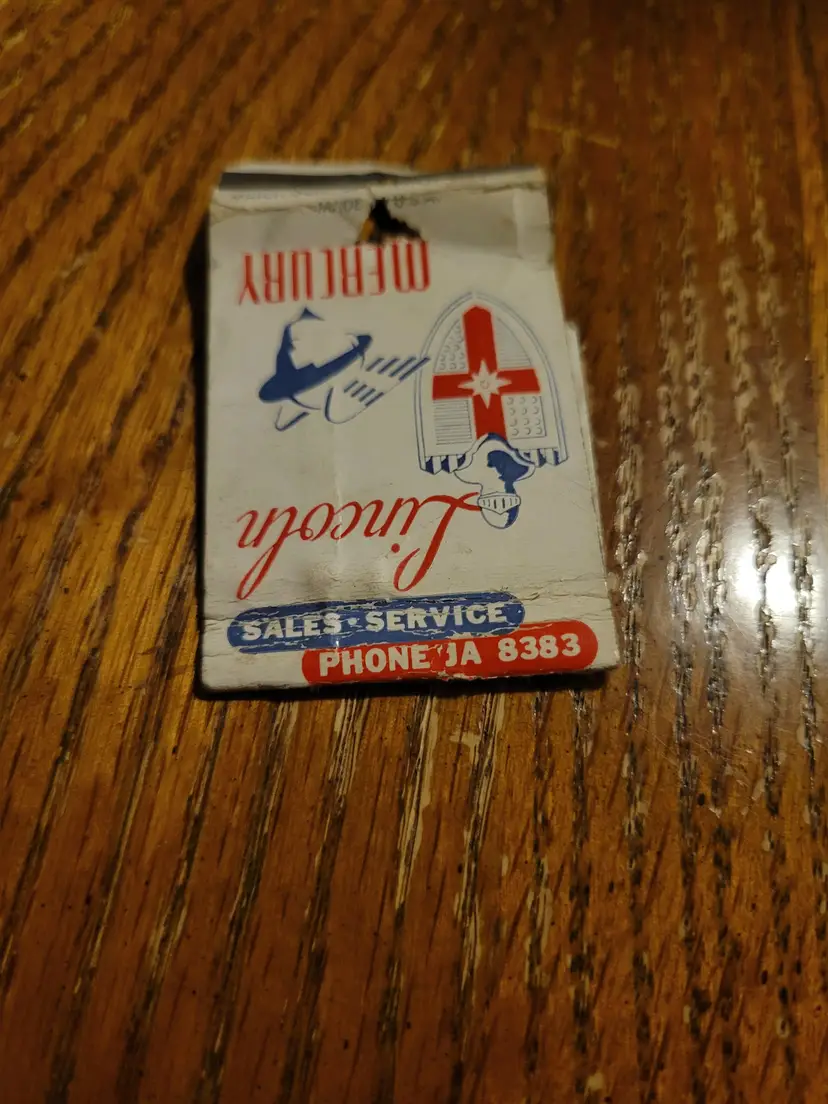 MERCURY
Lincoln
SALES · SERVICE
PHONE JA 8383